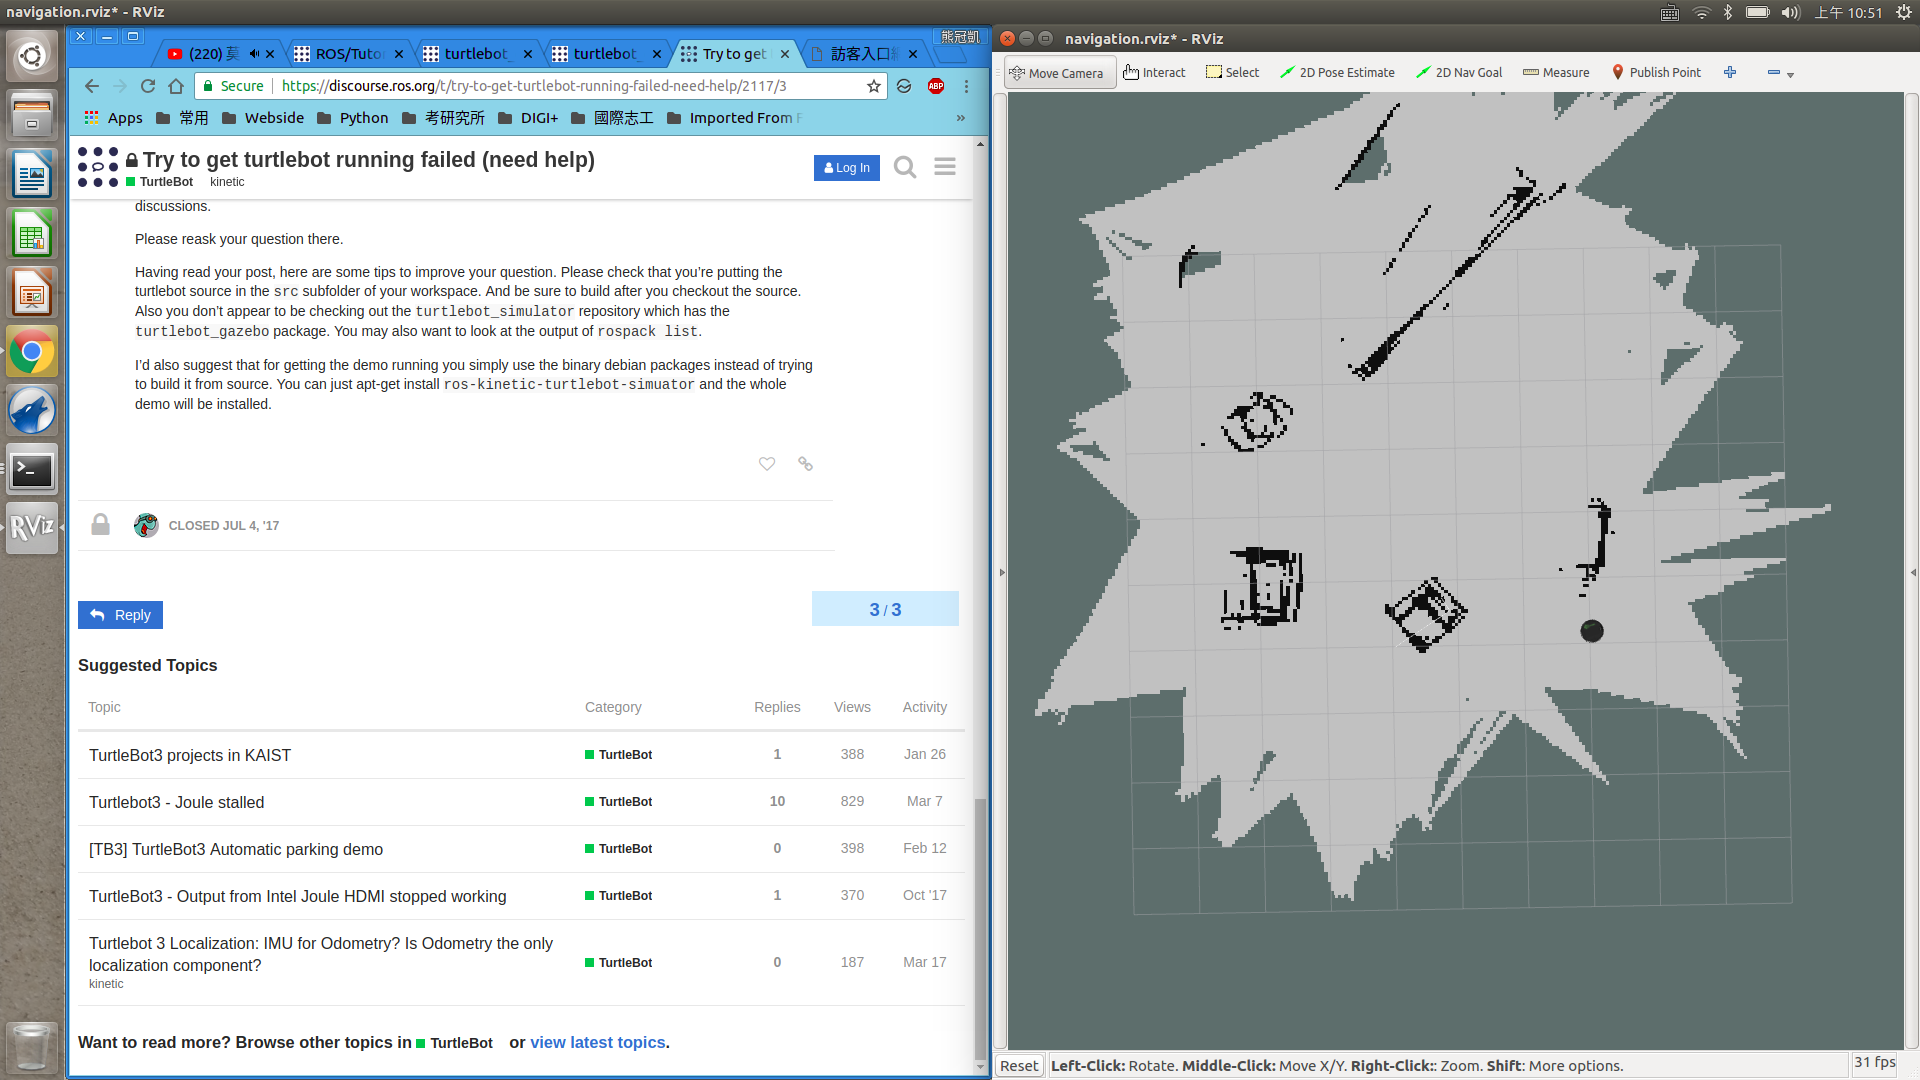 navigation.rviz* - RViz
上午 10:51
熊冠凱
(220) 莫
ROS/Tuto
turtlebot_
turtlebot_
Try to get
訪客入口網
Secure
https://discourse.ros.org/t/try-to-get-turtlebot-running-failed-need-help/2117/3
ABP
Apps
常用
Webside
Python
考研究所
DIGI+
國際志工
Imported From F
»
Try to get turtlebot running failed (need help)
TurtleBot kinetic
Log In
discussions.
Please reask your question there.
Having read your post, here are some tips to improve your question. Please check that you’re putting the
turtlebot source in the src subfolder of your workspace. And be sure to build after you checkout the source.
Also you don’t appear to be checking out the turtlebot_simulator repository which has the
turtlebot_gazebo package. You may also want to look at the output of rospack list.
I’d also suggest that for getting the demo running you simply use the binary debian packages instead of trying
to build it from source. You can just apt-get install ros-kinetic-turtlebot-simuator and the whole
demo will be installed.
CLOSED JUL 4, '17
Reply
3 / 3
Suggested Topics
Topic Category Replies Views Activity
TurtleBot3 projects in KAIST TurtleBot 1 388 Jan 26
Turtlebot3 - Joule stalled TurtleBot 10 829 Mar 7
[TB3] TurtleBot3 Automatic parking demo TurtleBot 0 398 Feb 12
TurtleBot3 - Output from Intel Joule HDMI stopped working TurtleBot 1 370 Oct '17
Turtlebot 3 Localization: IMU for Odometry? Is Odometry the only
localization component? TurtleBot 0 187 Mar 17
kinetic
Want to read more? Browse other topics in TurtleBot or view latest topics.
RViz
navigation.rviz* - RViz
Move Camera
Interact
Select
2D Pose Estimate
2D Nav Goal
Measure
Publish Point
Reset
Left-Click: Rotate. Middle-Click: Move X/Y. Right-Click:: Zoom. Shift: More options.
31 fps